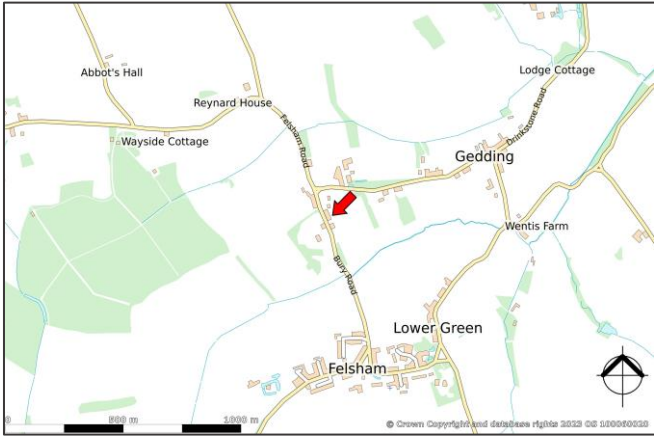 Abbot's Hall
Lodge Cottage
Reynard House
Felsham Road
Drinkstone Road
Wayside Cottage
Gedding
Wentis Farm
Bury Road
Lower Green
Felsham
0 500 m 1000 m
© Crown Copyright and database rights 2023 OS 100060020